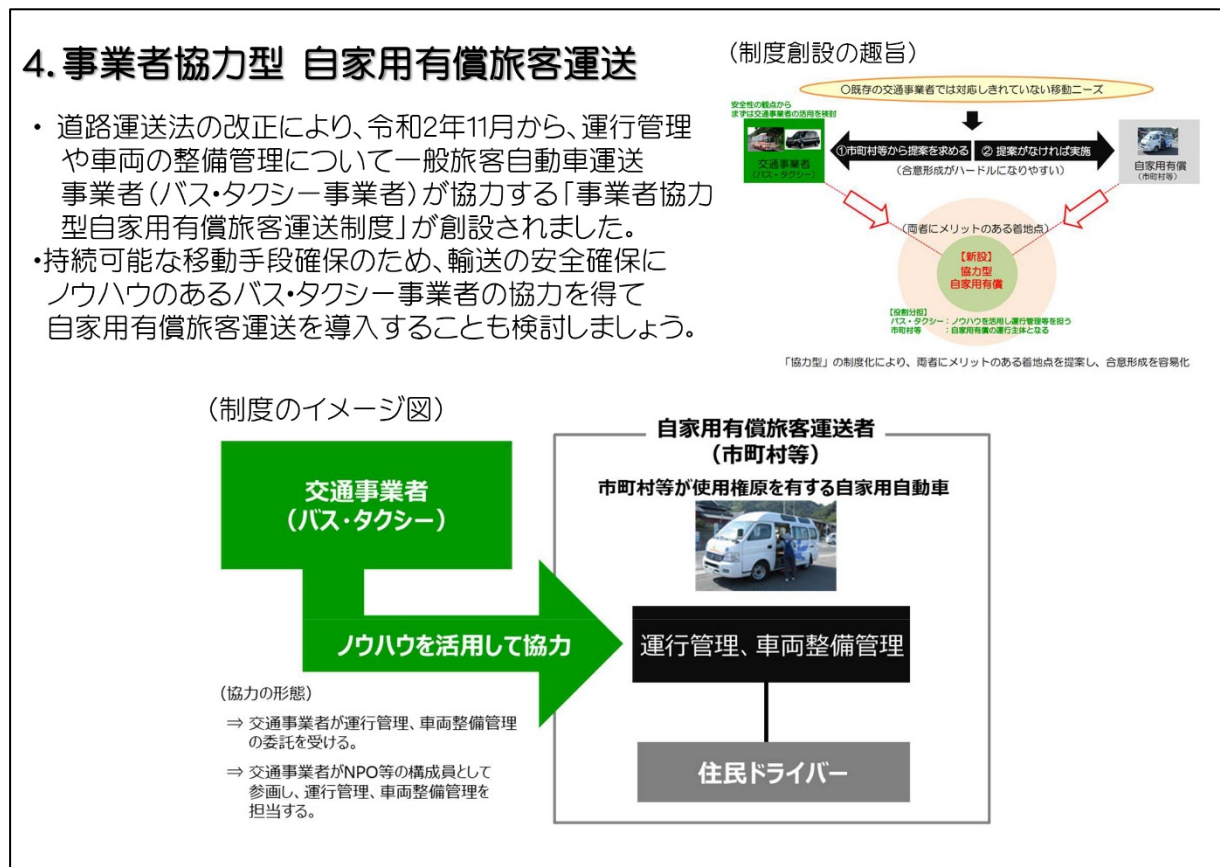 4. 事業者協力型 自家用有償旅客運送
・ 道路運送法の改正により、令和2年11月から、運行管理
や車両の整備管理について一般旅客自動車運送
事業者（バス・タクシー事業者）が協力する「事業者協力
型自家用有償旅客運送制度」が創設されました。
・持続可能な移動手段確保のため、輸送の安全確保に
ノウハウのあるバス・タクシー事業者の協力を得て
自家用有償旅客運送を導入することも検討しましょう。
（制度創設の趣旨）
○既存の交通事業者では対応しきれていない移動ニーズ
安全性の観点から
まずは交通事業者の活用を検討
交通事業者
（バス・タクシー）
①市町村等から提案を求める
② 提案がなければ実施
（合意形成がハードルになりやすい）
自家用有償
（市町村等）
（両者にメリットのある着地点）
【新設】
協力型
自家用有償
【役割分担】
バス・タクシー：ノウハウを活用し運行管理等を担う
市町村等　　：自家用有償の運行主体となる
「協力型」の制度化により、両者にメリットのある着地点を提案し、合意形成を容易化
（制度のイメージ図）
交通事業者
（バス・タクシー）
ノウハウを活用して協力
（協力の形態）
⇒ 交通事業者が運行管理、車両整備管理
の委託を受ける。
⇒ 交通事業者がNPO等の構成員として
参画し、運行管理、車両整備管理を
担当する。
自家用有償旅客運送者
（市町村等）
市町村等が使用権原を有する自家用自動車
運行管理、車両整備管理
住民ドライバー